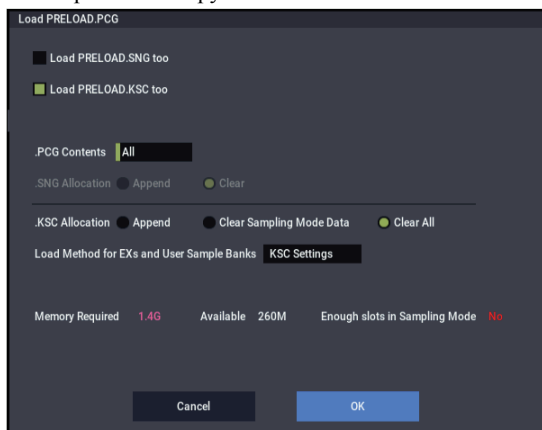 Load PRELOAD.PCG
Load PRELOAD.SNG too
Load PRELOAD.KSC too
.PCG Contents All
.SNG Allocation Append Clear
.KSC Allocation Append Clear Sampling Mode Data Clear All
Load Method for EXs and User Sample Banks KSC Settings
Memory Required 1.4G Available 260M Enough slots in Sampling Mode No
Cancel OK